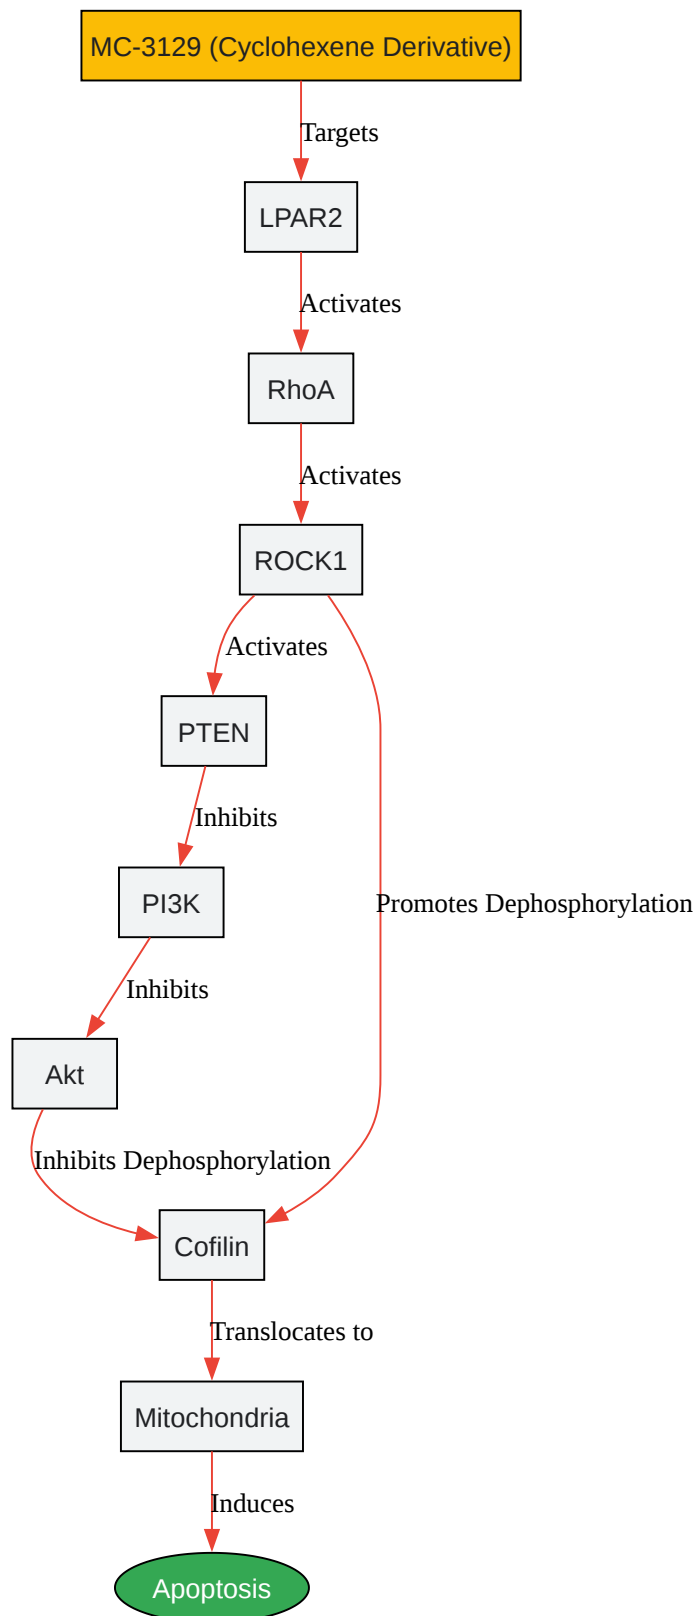 MC-3129 (Cyclohexene Derivative)
Targets
LPAR2
Activates
RhoA
Activates
ROCK1
Activates
PTEN
Inhibits
PI3K
Promotes Dephosphorylation
Inhibits
Akt
Inhibits Dephosphorylation
Cofilin
Translocates to
Mitochondria
Induces
Apoptosis